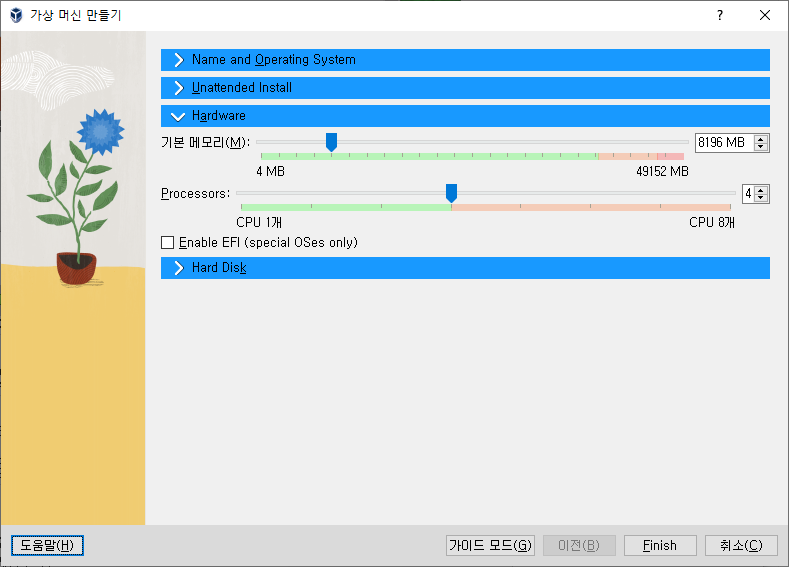 가상 머신 만들기
?
Name and Operating System
Unattended Install
Hardware
기본 메모리(M):
8196 MB
4 MB
49152 MB
Processors:
4
CPU 1개
CPU 8개
Enable EFI (special OSes only)
Hard Disk
도움말(H)
가이드 모드(G)
이전(B)
Finish
취소(C)